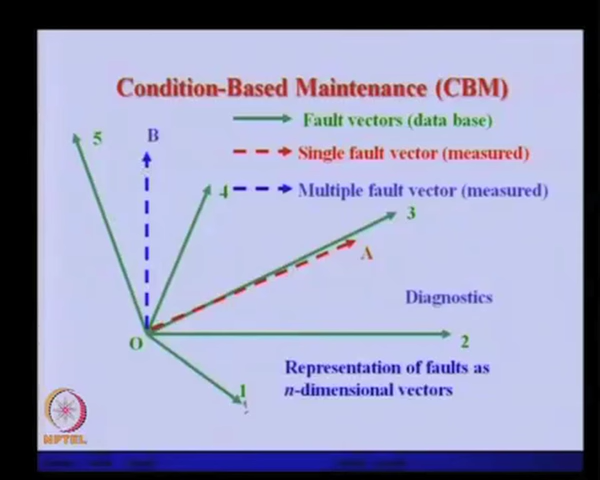 Condition-Based Maintenance (CBM)
Fault vectors (data base)
Single fault vector (measured)
Multiple fault vector (measured)
5
B
4
3
A
Diagnostics
O
2
Representation of faults as
n-dimensional vectors
1
NPTEL